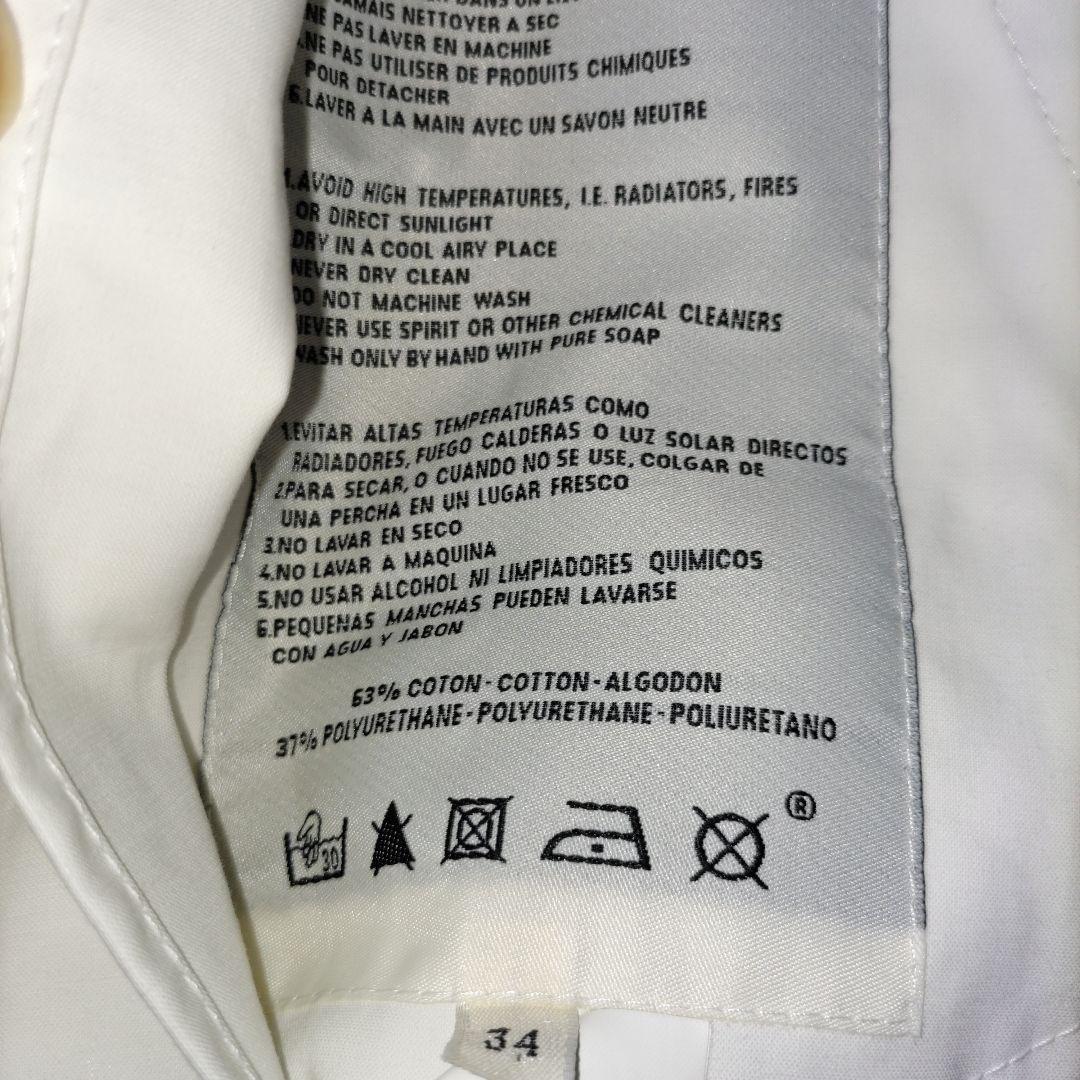 JAMAIS NETTOYER A SEC
NE PAS LAVER EN MACHINE
NE PAS UTILISER DE PRODUITS CHIMIQUES
POUR DETACHER
6.LAVER A LA MAIN AVEC UN SAVON NEUTRE
1.AVOID HIGH TEMPERATURES, I.E. RADIATORS, FIRES
OR DIRECT SUNLIGHT
DRY IN A COOL AIRY PLACE
NEVER DRY CLEAN
DO NOT MACHINE WASH
NEVER USE SPIRIT OR OTHER CHEMICAL CLEANERS
WASH ONLY BY HAND WITH PURE SOAP
1.EVITAR ALTAS TEMPERATURAS COMO
RADIADORES, FUEGO CALDERAS O LUZ SOLAR DIRECTOS
2.PARA SECAR, O CUANDO NO SE USE, COLGAR DE
UNA PERCHA EN UN LUGAR FRESCO
3.NO LAVAR EN SECO
4.NO LAVAR A MAQUINA
5.NO USAR ALCOHOL NI LIMPIADORES QUIMICOS
6.PEQUENAS MANCHAS PUEDEN LAVARSE
CON AGUA Y JABON
63% COTON-COTTON-ALGODON
37% POLYURETHANE-POLYURETHANE-POLIURETANO
30
®
34